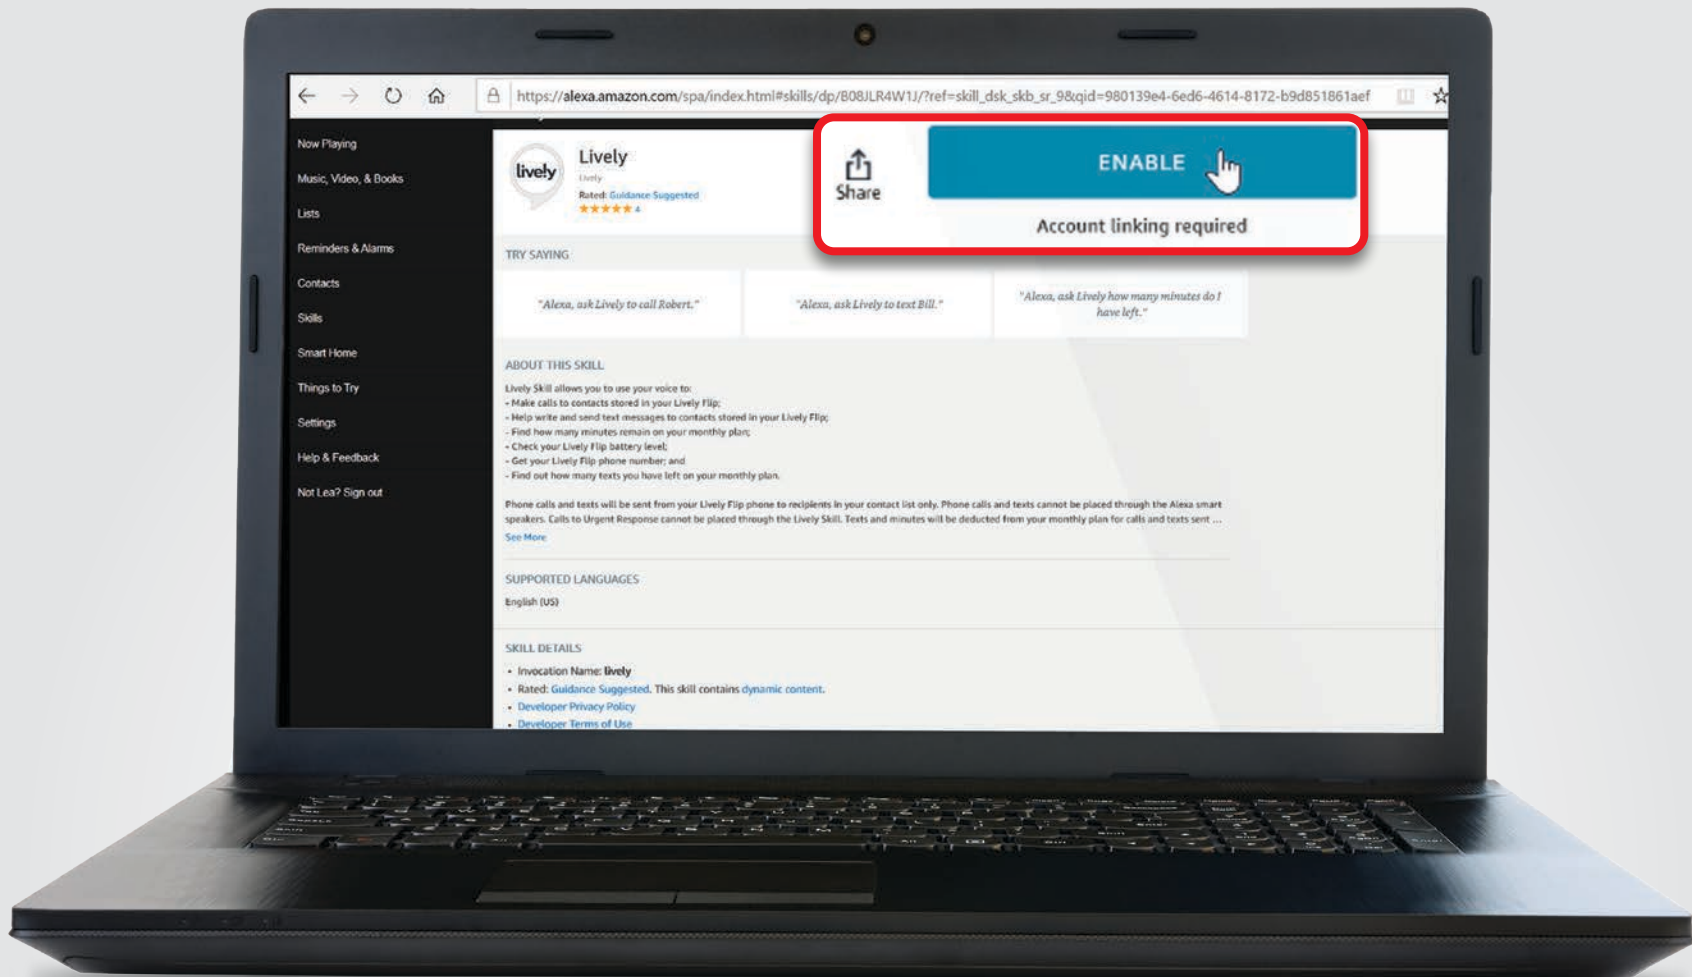 https://alexa.amazon.com/spa/index.html#skills/dp/B08JLR4W1J/?ref=skill_dsk_skb_sr_9&qid=980139e4-6ed6-4614-8172-b9d851861aef
Now Playing
Music, Video, & Books
Lists
Reminders & Alarms
Contacts
Skills
Smart Home
Things to Try
Settings
Help & Feedback
Not Lea? Sign out
lively
Lively
Lively
Rated: Guidance Suggested
4
Share
ENABLE
Account linking required
TRY SAYING
"Alexa, ask Lively to call Robert."
"Alexa, ask Lively to text Bill."
"Alexa, ask Lively how many minutes do I
have left."
ABOUT THIS SKILL
Lively Skill allows you to use your voice to:
- Make calls to contacts stored in your Lively Flip;
- Help write and send text messages to contacts stored in your Lively Flip;
- Find how many minutes remain on your monthly plan;
- Check your Lively Flip battery level;
- Get your Lively Flip phone number; and
- Find out how many texts you have left on your monthly plan.
Phone calls and texts will be sent from your Lively Flip phone to recipients in your contact list only. Phone calls and texts cannot be placed through the Alexa smart
speakers. Calls to Urgent Response cannot be placed through the Lively Skill. Texts and minutes will be deducted from your monthly plan for calls and texts sent ...
See More
SUPPORTED LANGUAGES
English (US)
SKILL DETAILS
• Invocation Name: lively
• Rated: Guidance Suggested. This skill contains dynamic content.
• Developer Privacy Policy
• Developer Terms of Use